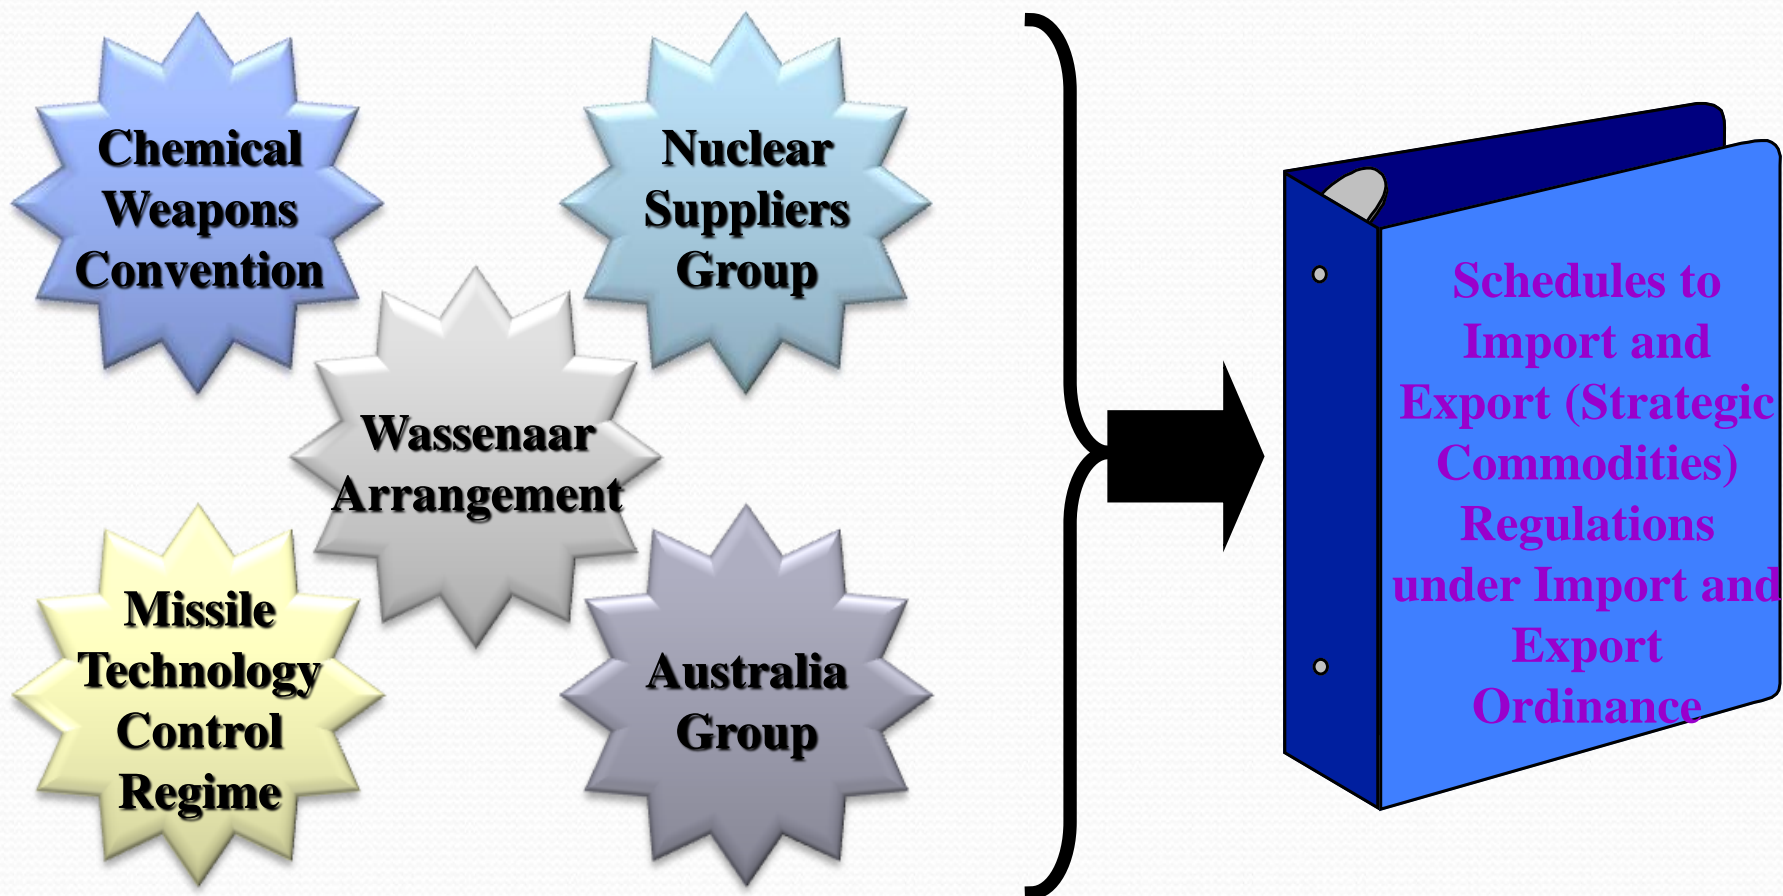 Chemical
Weapons
Convention
Nuclear
Suppliers
Group
Wassenaar
Arrangement
Missile
Technology
Control
Regime
Australia
Group
Schedules to
Import and
Export (Strategic
Commodities)
Regulations
under Import and
Export
Ordinance